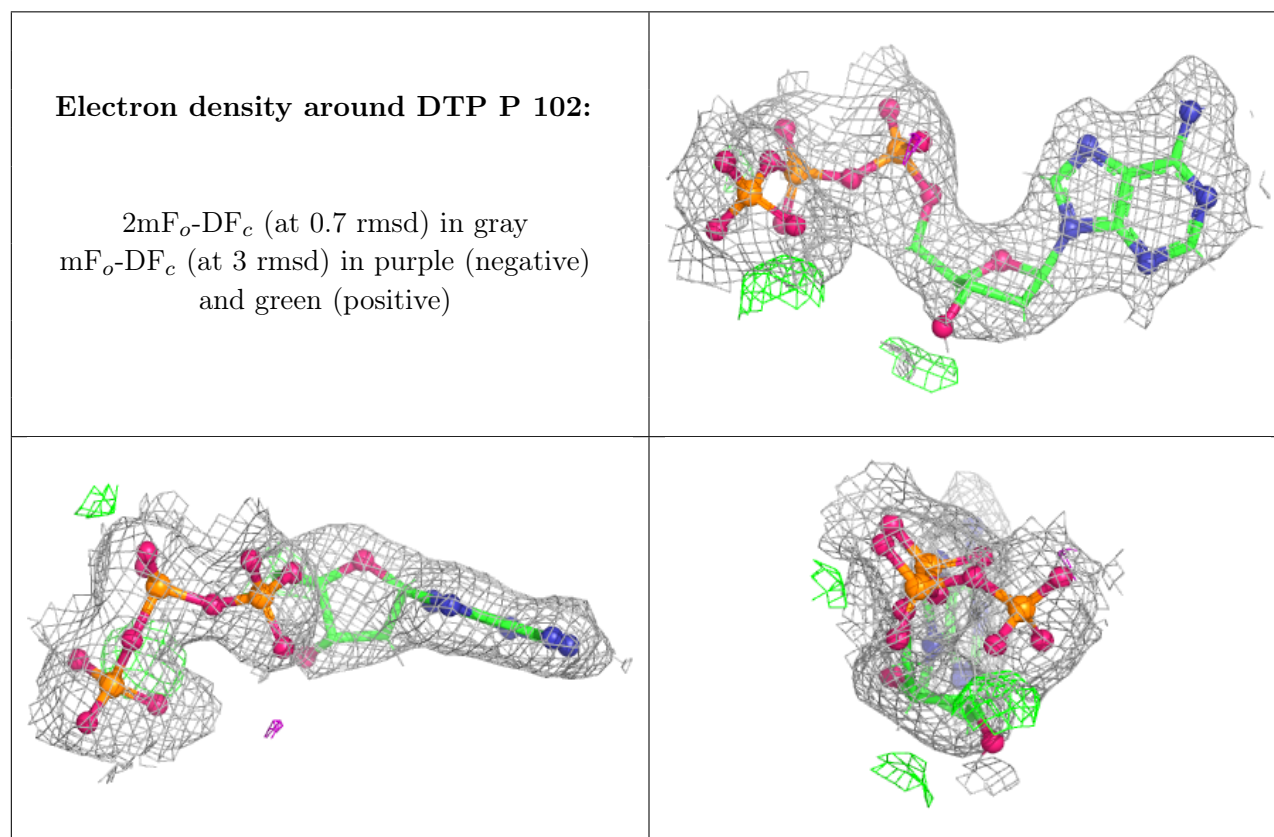 Electron density around DTP P 102:
2mFo-DFc (at 0.7 rmsd) in gray
mFo-DFc (at 3 rmsd) in purple (negative)
and green (positive)